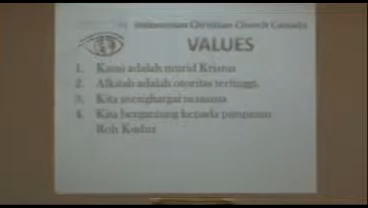 Indonesian Christian Church Canada
VALUES
1. Kami adalah murid Kristus
2. Alkitab adalah otoritas tertinggi.
3. Kita menghargai sesama
4. Kita bergantung kepada pimpinan
Roh Kudus